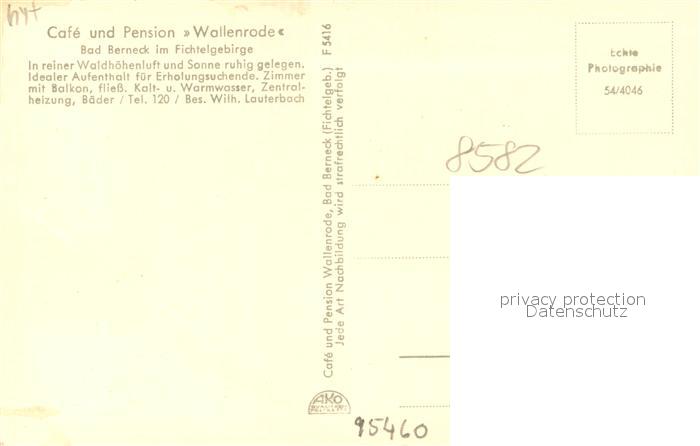 Café und Pension »Wallenrode«
Bad Berneck im Fichtelgebirge
In reiner Waldhöhenluft und Sonne ruhig gelegen.
Idealer Aufenthalt für Erholungsuchende. Zimmer
mit Balkon, fließ. Kalt- u. Warmwasser, Zentral-
heizung, Bäder / Tel. 120 / Bes. Wilh. Lauterbach
Café und Pension Wallenrode, Bad Berneck (Fichtelgeb.) F 5416
Jede Art Nachbildung wird strafrechtlich verfolgt
Echte
Photographie
54/4046
8582
privacy protection
Datenschutz
AKO
95460